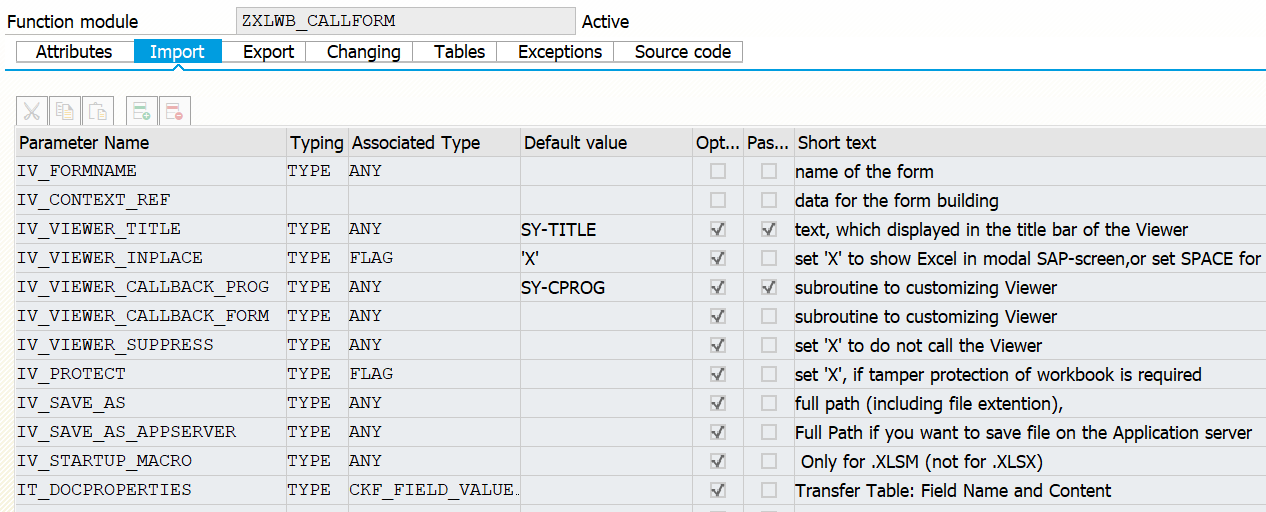 Function module ZXLWB_CALLFORM Active
Attributes Import Export Changing Tables Exceptions Source code
Parameter Name Typing Associated Type Default value Opt... Pas... Short text
IV_FORMNAME TYPE ANY name of the form
IV_CONTEXT_REF data for the form building
IV_VIEWER_TITLE TYPE ANY SY-TITLE text, which displayed in the title bar of the Viewer
IV_VIEWER_INPLACE TYPE FLAG 'X' set 'X' to show Excel in modal SAP-screen,or set SPACE for
IV_VIEWER_CALLBACK_PROG TYPE ANY SY-CPROG subroutine to customizing Viewer
IV_VIEWER_CALLBACK_FORM TYPE ANY subroutine to customizing Viewer
IV_VIEWER_SUPPRESS TYPE ANY set 'X' to do not call the Viewer
IV_PROTECT TYPE FLAG set 'X', if tamper protection of workbook is required
IV_SAVE_AS TYPE ANY full path (including file extention),
IV_SAVE_AS_APPSERVER TYPE ANY Full Path if you want to save file on the Application server
IV_STARTUP_MACRO TYPE ANY Only for .XLSM (not for .XLSX)
IT_DOCPROPERTIES TYPE CKF_FIELD_VALUE… Transfer Table: Field Name and Content